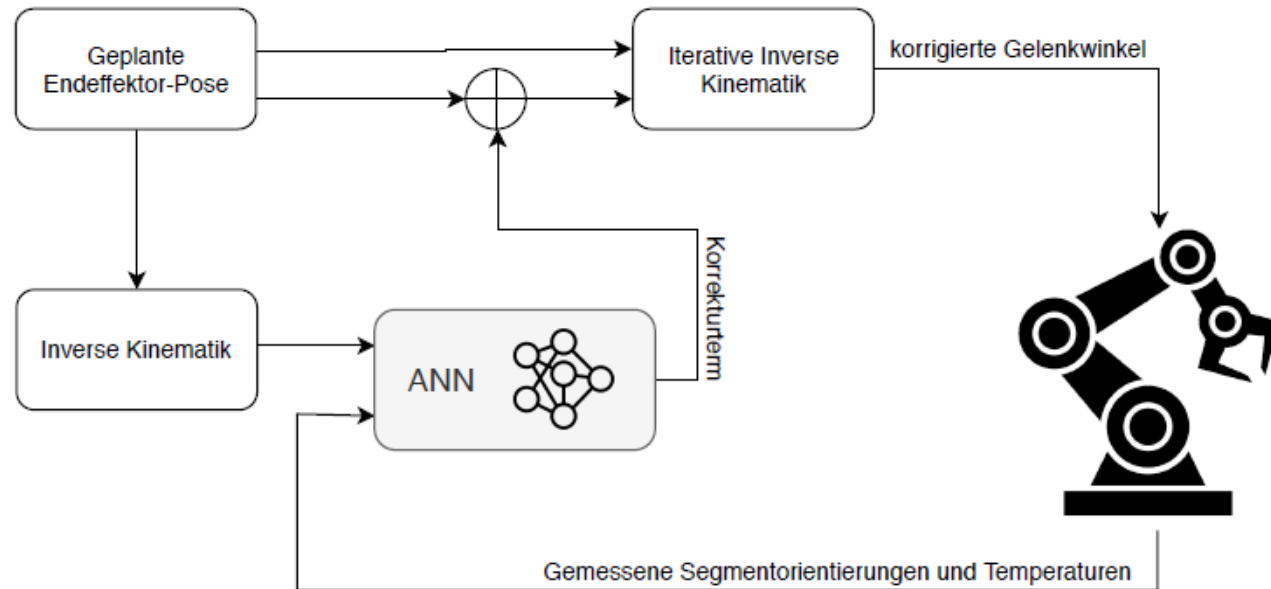 Geplante
Endeffektor-Pose
Iterative Inverse
Kinematik
korrigierte Gelenkwinkel
Korrekturterm
Inverse Kinematik
ANN
Gemessene Segmentorientierungen und Temperaturen